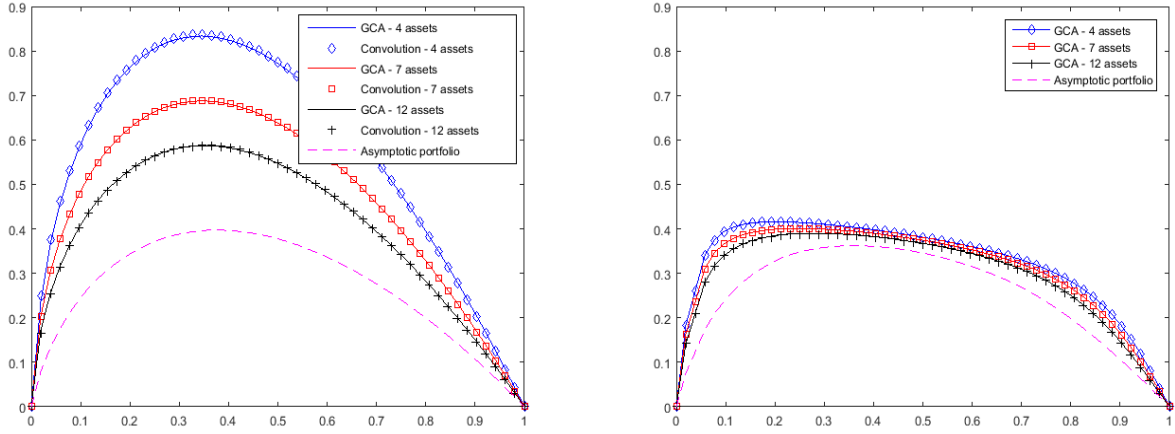 0.9
0.8
0.7
0.6
0.5
0.4
0.3
0.2
0.1
0
0 0.1 0.2 0.3 0.4 0.5 0.6 0.7 0.8 0.9 1
GCA - 4 assets
Convolution - 4 assets
GCA - 7 assets
Convolution - 7 assets
GCA - 12 assets
Convolution - 12 assets
Asymptotic portfolio
0.9
0.8
0.7
0.6
0.5
0.4
0.3
0.2
0.1
0
0 0.1 0.2 0.3 0.4 0.5 0.6 0.7 0.8 0.9 1
GCA - 4 assets
GCA - 7 assets
GCA - 12 assets
Asymptotic portfolio